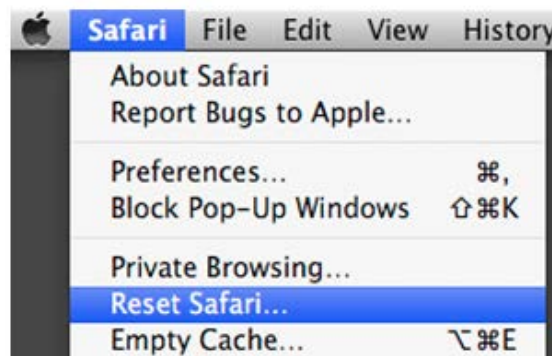 Safari File Edit View History
About Safari
Report Bugs to Apple...
Preferences... ⌘,
Block Pop-Up Windows ⇧⌘K
Private Browsing...
Reset Safari...
Empty Cache... ⌥⌘E